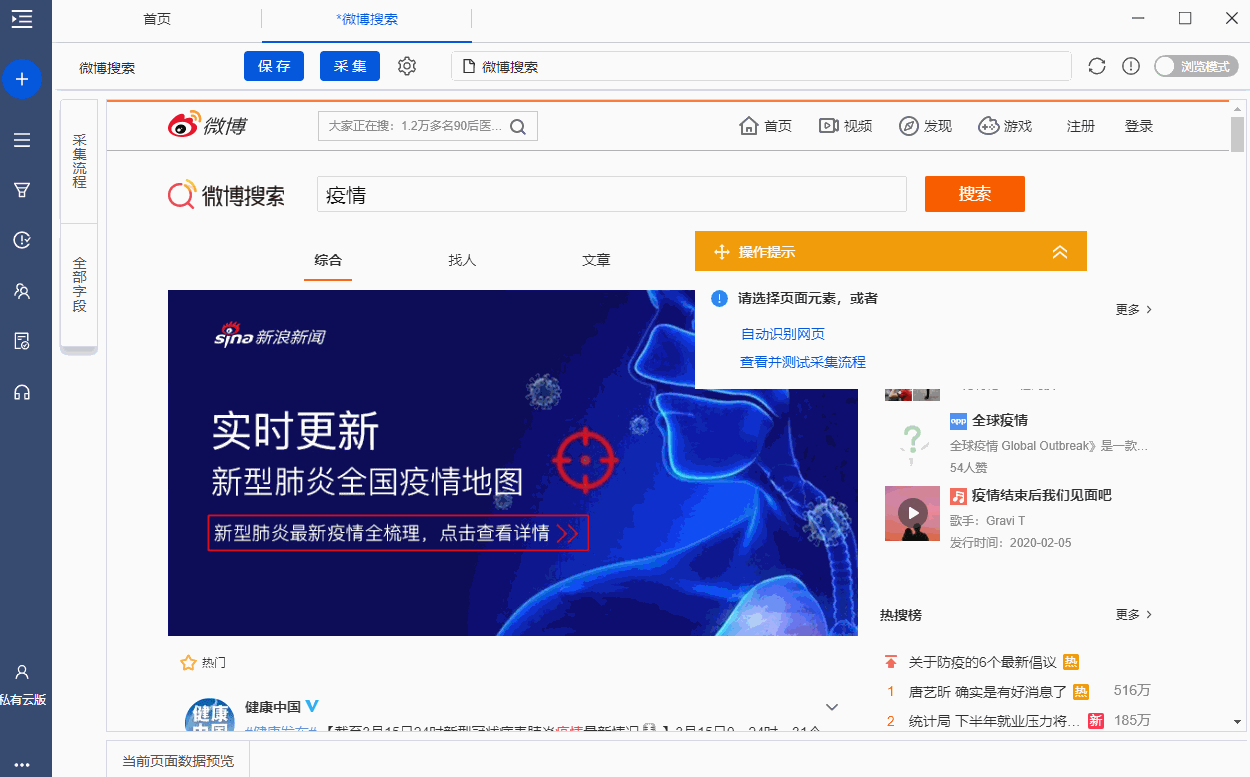 首页
*微博搜索
微博搜索
保存
采集
微博搜索
浏览模式
采集流程
全部字段
微博
大家正在搜：1.2万多名90后医...
首页
视频
发现
游戏
注册
登录
微博搜索
疫情
搜索
综合
找人
文章
操作提示
请选择页面元素，或者
自动识别网页
查看并测试采集流程
更多
sina新浪新闻
实时更新
新型肺炎全国疫情地图
新型肺炎最新疫情全梳理，点击查看详情
opp 全球疫情
全球疫情 Global Outbreak》是一款...
54人赞
疫情结束后我们见面吧
歌手：Gravi T
发行时间：2020-02-05
热搜榜
更多
关于防疫的6个最新倡议 热
1 唐艺昕 确实是有好消息了 热 516万
2 统计局 下半年就业压力将... 新 185万
热门
健康中国
健康中国 V
私有云版
当前页面数据预览